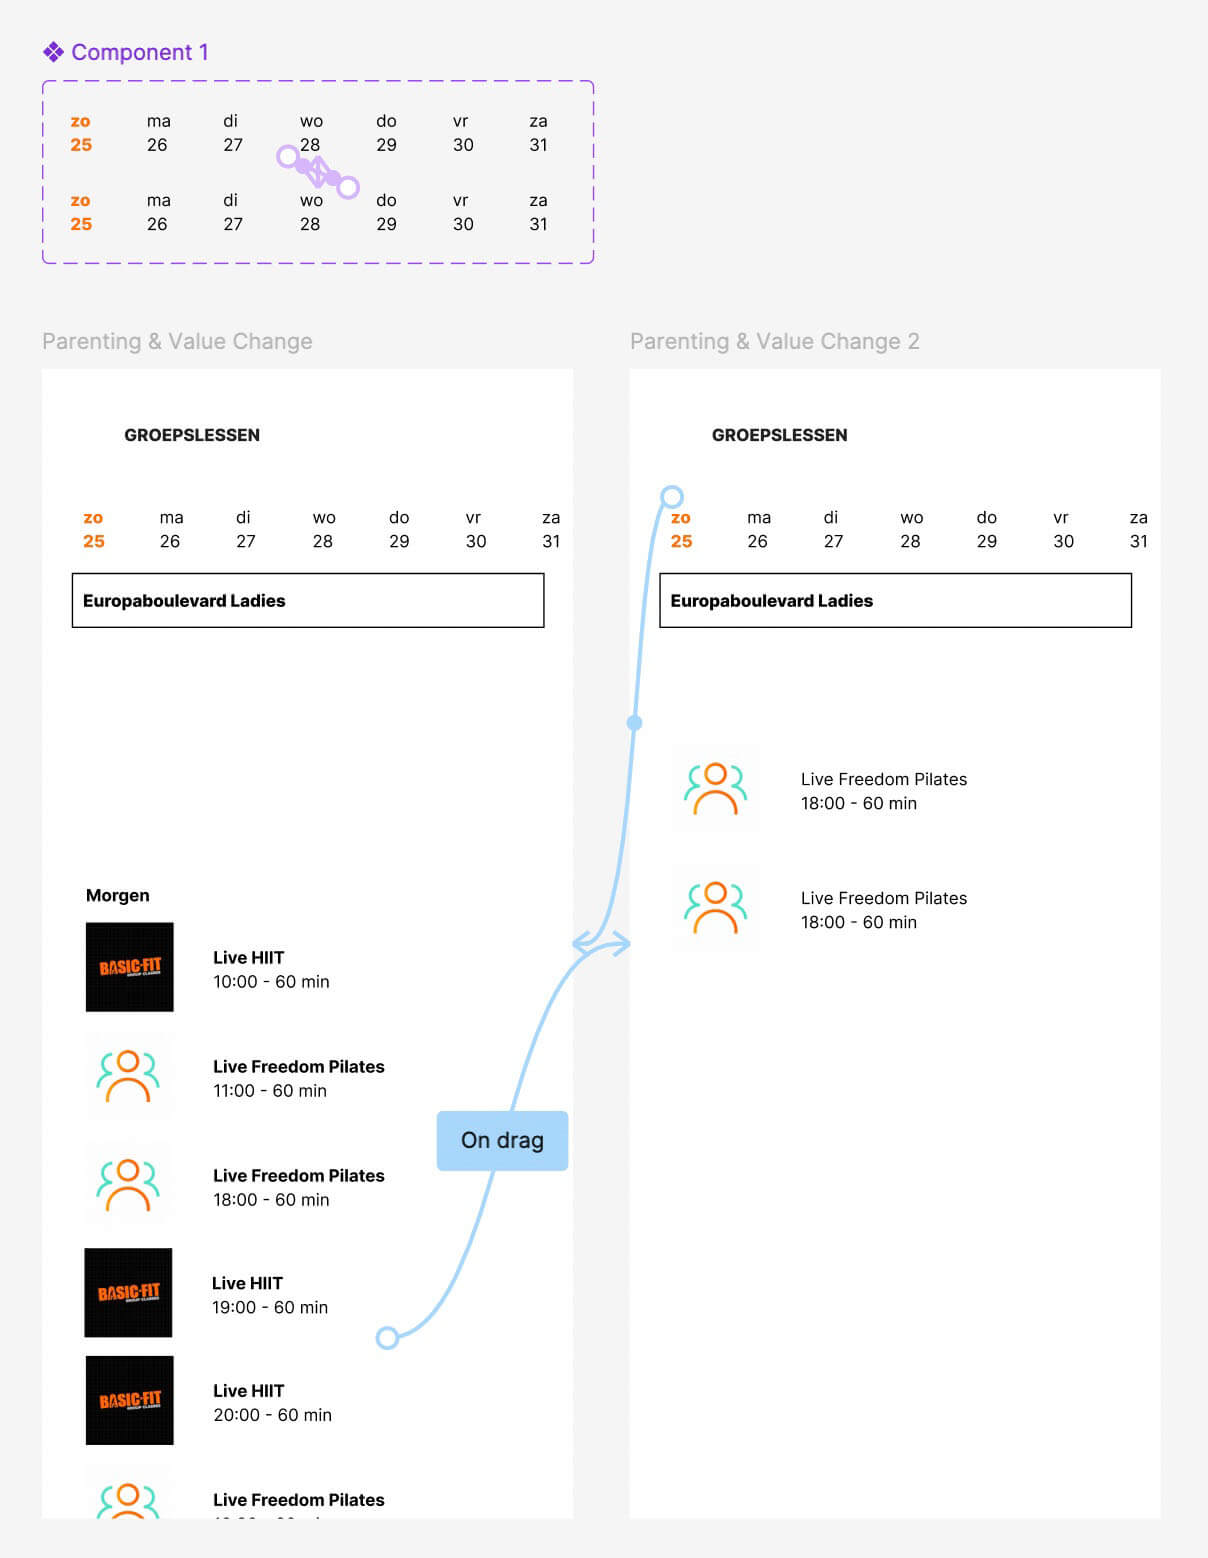 Component 1
zo ma di wo do vr za
25 26 27 28 29 30 31
zo ma di wo do vr za
25 26 27 28 29 30 31
Parenting & Value Change
GROEPSLESSEN
zo ma di wo do vr za
25 26 27 28 29 30 31
Europaboulevard Ladies
Morgen
BASIC-FIT
GROUP CLASSES
Live HIIT
10:00 - 60 min
Live Freedom Pilates
11:00 - 60 min
Live Freedom Pilates
18:00 - 60 min
BASIC-FIT
GROUP CLASSES
Live HIIT
19:00 - 60 min
BASIC-FIT
GROUP CLASSES
Live HIIT
20:00 - 60 min
Live Freedom Pilates
On drag
Parenting & Value Change 2
GROEPSLESSEN
zo ma di wo do vr za
25 26 27 28 29 30 31
Europaboulevard Ladies
Live Freedom Pilates
18:00 - 60 min
Live Freedom Pilates
18:00 - 60 min